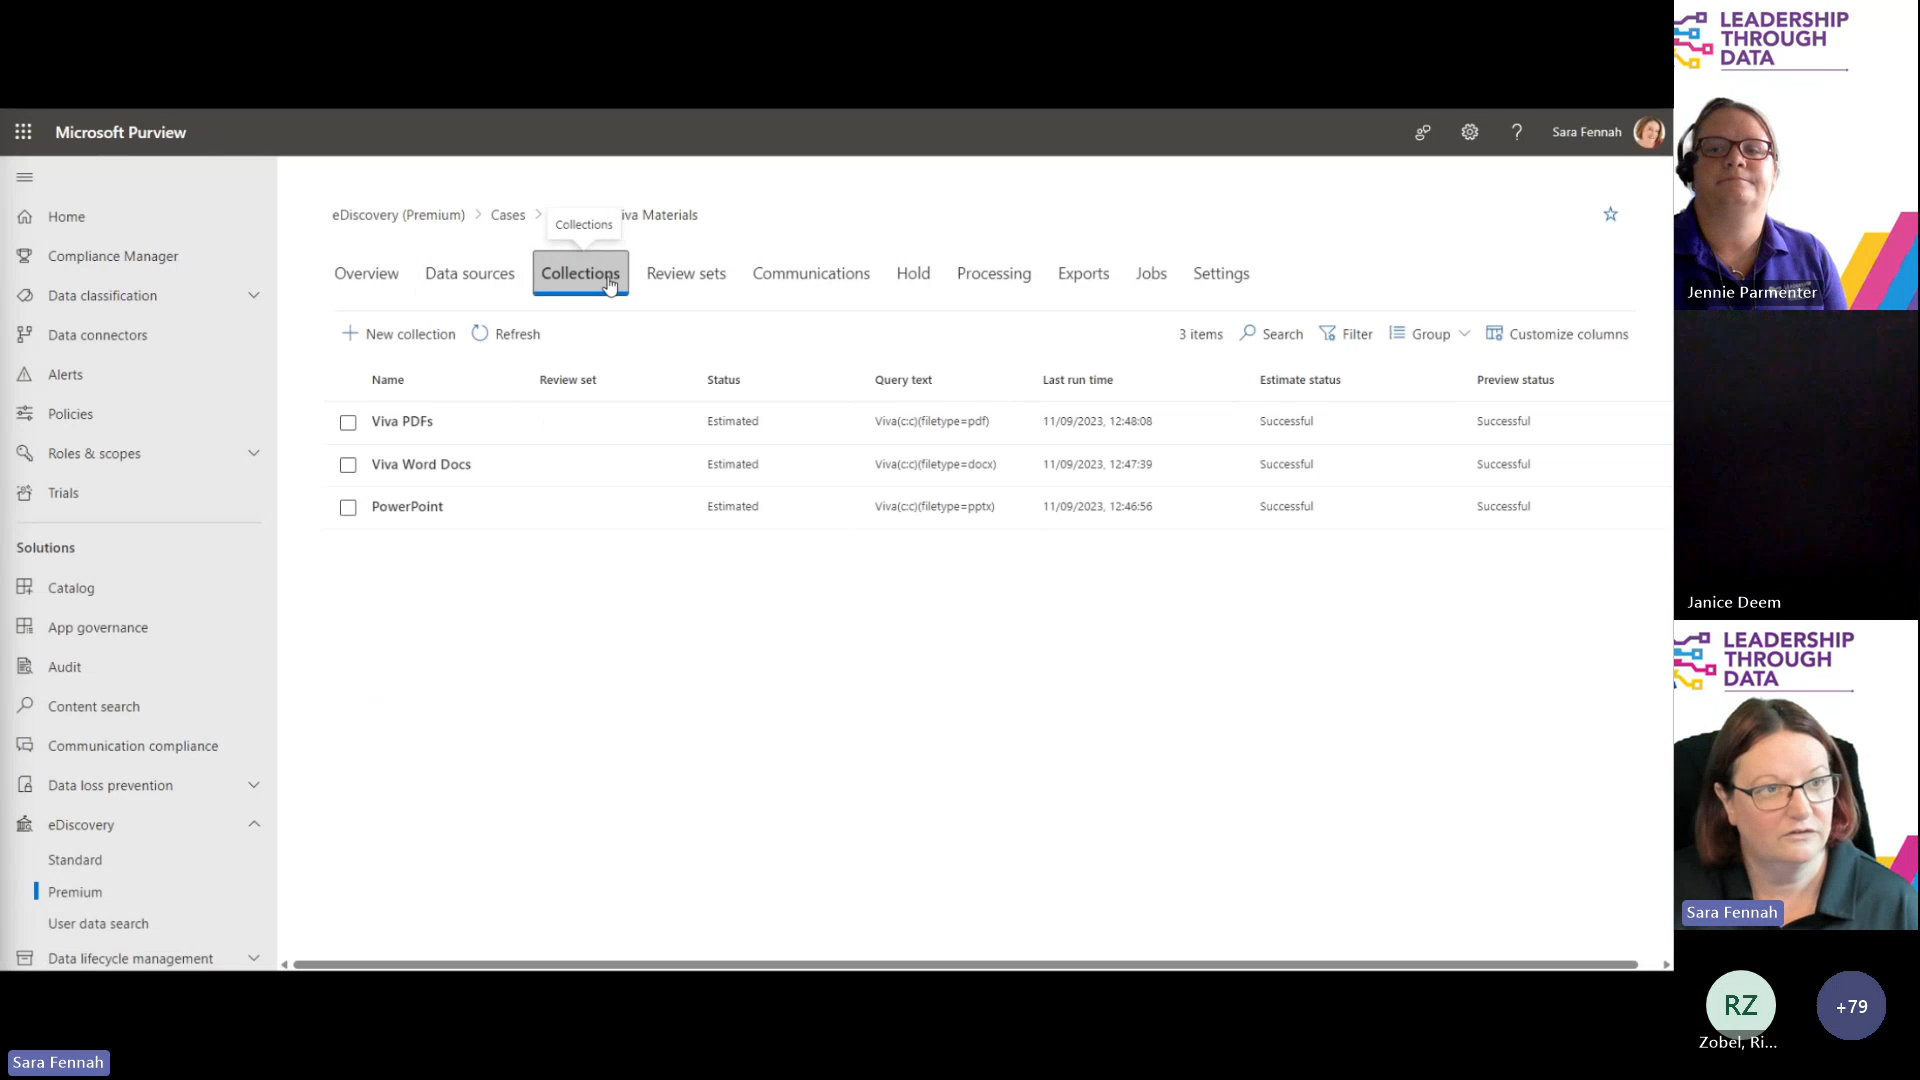 Microsoft Purview
Sara Fennah
Home
Compliance Manager
Data classification
Data connectors
Alerts
Policies
Roles & scopes
Trials
Solutions
Catalog
App governance
Audit
Content search
Communication compliance
Data loss prevention
eDiscovery
Standard
Premium
User data search
Data lifecycle management
eDiscovery (Premium) > Cases > iva Materials
Collections
Overview Data sources Collections Review sets Communications Hold Processing Exports Jobs Settings
New collection Refresh 3 items Search Filter Group Customize columns
Name Review set Status Query text Last run time Estimate status Preview status
Viva PDFs Estimated Viva(c:c)(filetype=pdf) 11/09/2023, 12:48:08 Successful Successful
Viva Word Docs Estimated Viva(c:c)(filetype=docx) 11/09/2023, 12:47:39 Successful Successful
PowerPoint Estimated Viva(c:c)(filetype=pptx) 11/09/2023, 12:46:56 Successful Successful
LEADERSHIP
THROUGH
DATA
Jennie Parmenter
Janice Deem
LEADERSHIP
THROUGH
DATA
Sara Fennah
RZ
+79
Zobel, Ri...
Sara Fennah